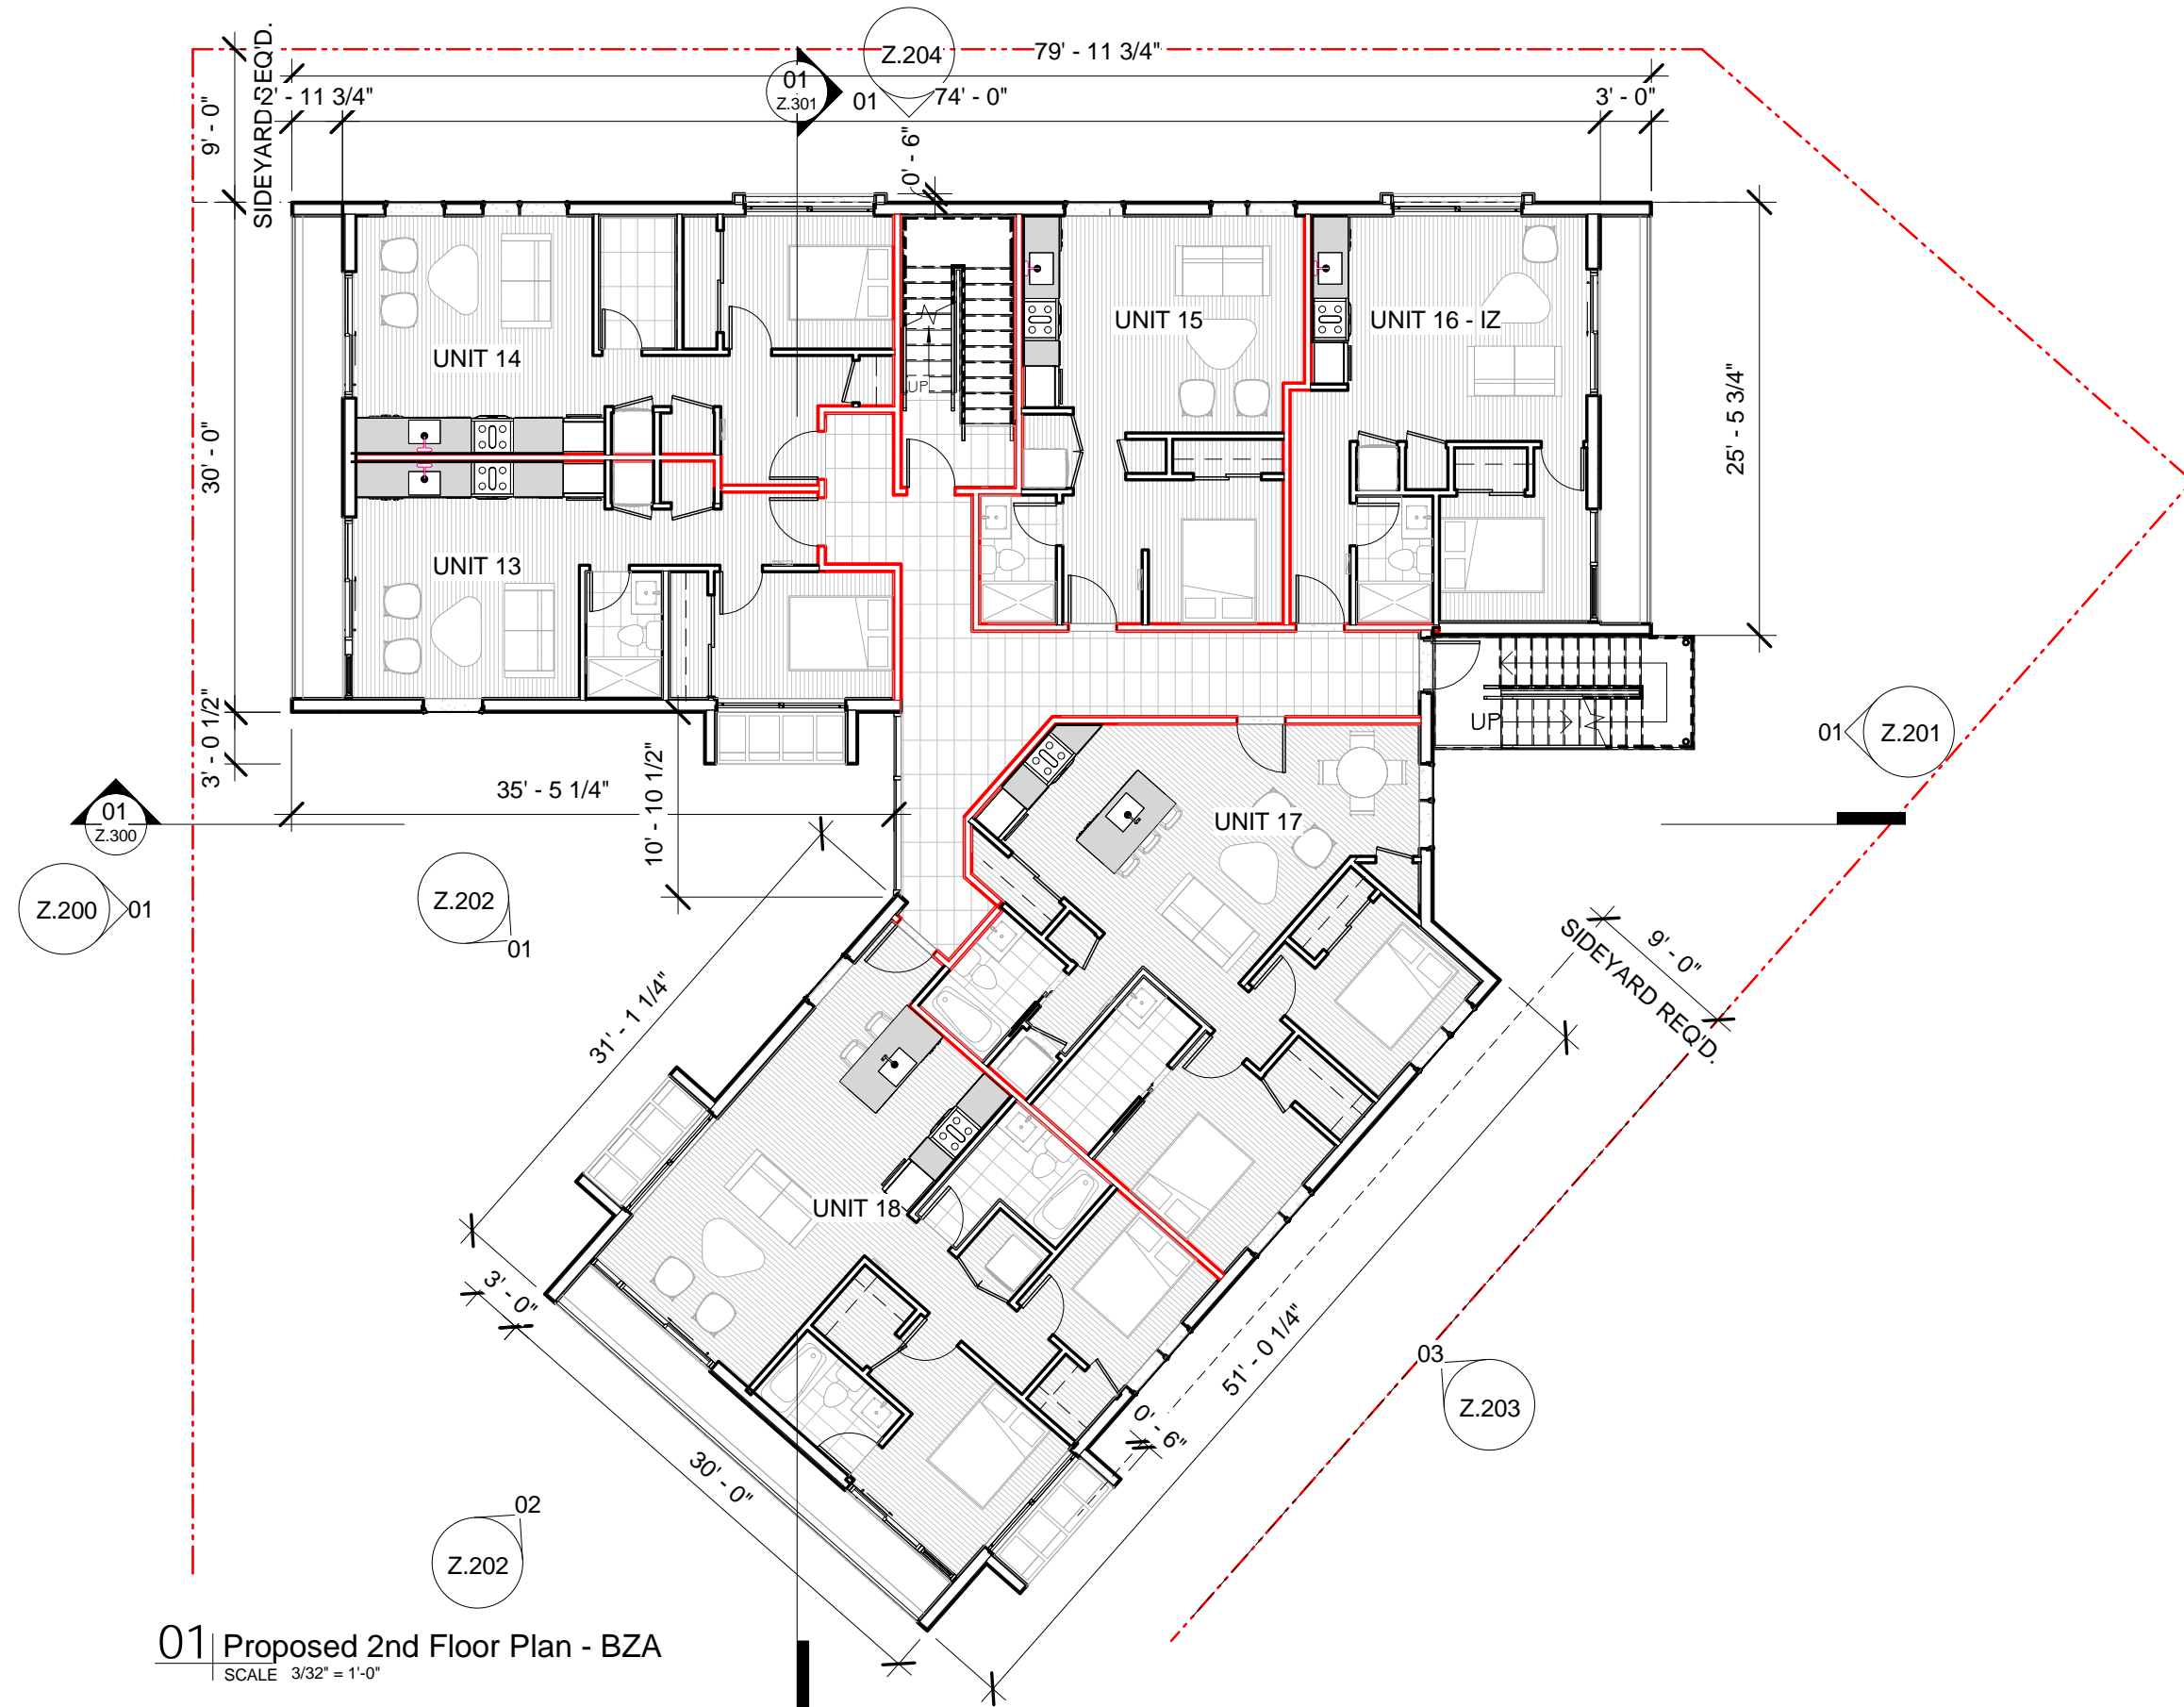 Z.204
79' - 11 3/4"
SIDEYARD REQ'D.
9' - 0"
2' - 11 3/4"
01
Z.301
01
74' - 0"
3' - 0"
0' - 6"
UNIT 14
UNIT 15
UNIT 16 - IZ
UP
30' - 0"
25' - 5 3/4"
UNIT 13
3' - 0 1/2"
UP
01
Z.201
35' - 5 1/4"
10' - 10 1/2"
01
Z.300
UNIT 17
Z.200
01
Z.202
01
9' - 0"
SIDEYARD REQ'D.
31' - 1 1/4"
UNIT 18
3' - 0"
51' - 0 1/4"
03
Z.203
0' - 6"
30' - 0"
02
Z.202
01
Proposed 2nd Floor Plan - BZA
SCALE 3/32" = 1'-0"